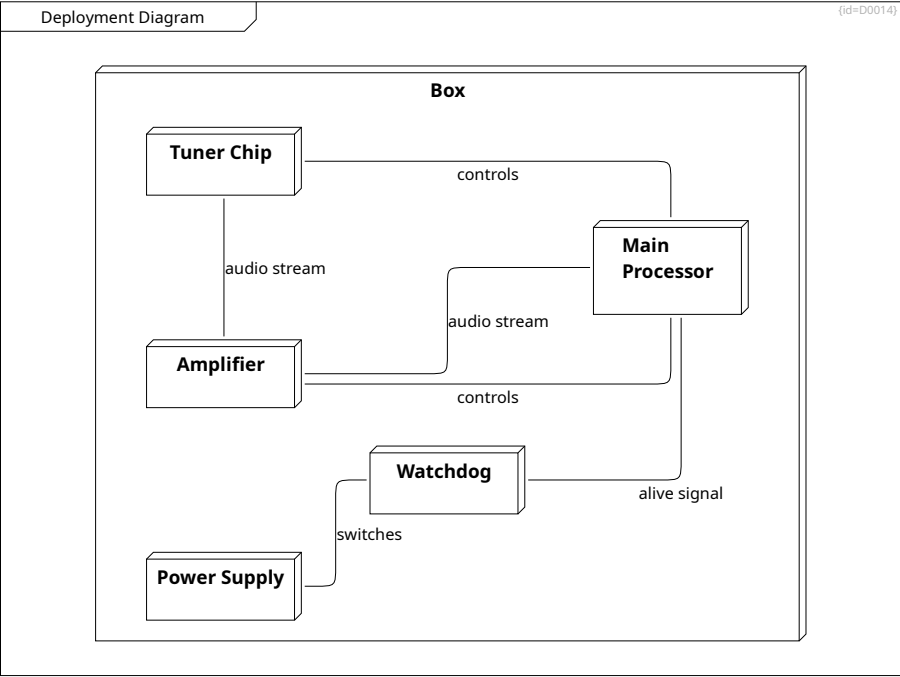 Deployment Diagram
{id=D0014}
Box
Tuner Chip
controls
Main
Processor
audio stream
audio stream
Amplifier
controls
Watchdog
alive signal
switches
Power Supply